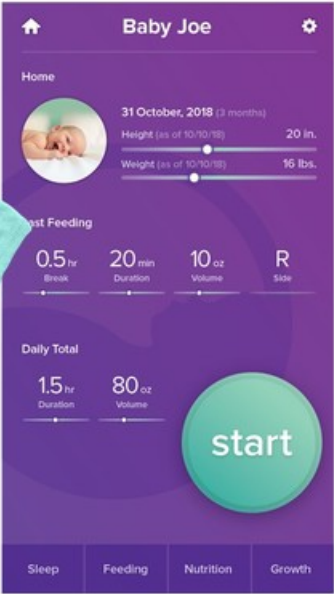 Baby Joe
Home
31 October, 2018 (3 months)
Height (as of 10/10/18) 20 in.
Weight (as of 10/10/18) 16 lbs.
ast Feeding
0.5 hr 20 min 10 oz R
Break Duration Volume Side
Daily Total
1.5 hr 80 oz
Duration Volume
start
Sleep Feeding Nutrition Growth